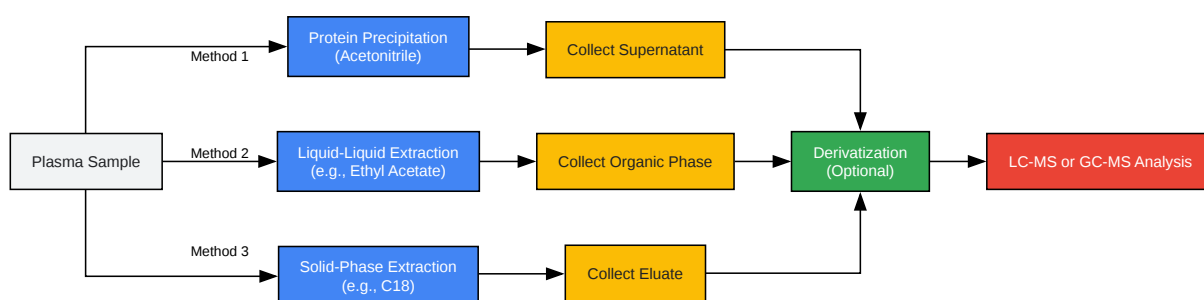 Method 1
Protein Precipitation
(Acetonitrile)
Collect Supernatant
Plasma Sample
Method 2
Liquid-Liquid Extraction
(e.g., Ethyl Acetate)
Collect Organic Phase
Derivatization
(Optional)
LC-MS or GC-MS Analysis
Method 3
Solid-Phase Extraction
(e.g., C18)
Collect Eluate